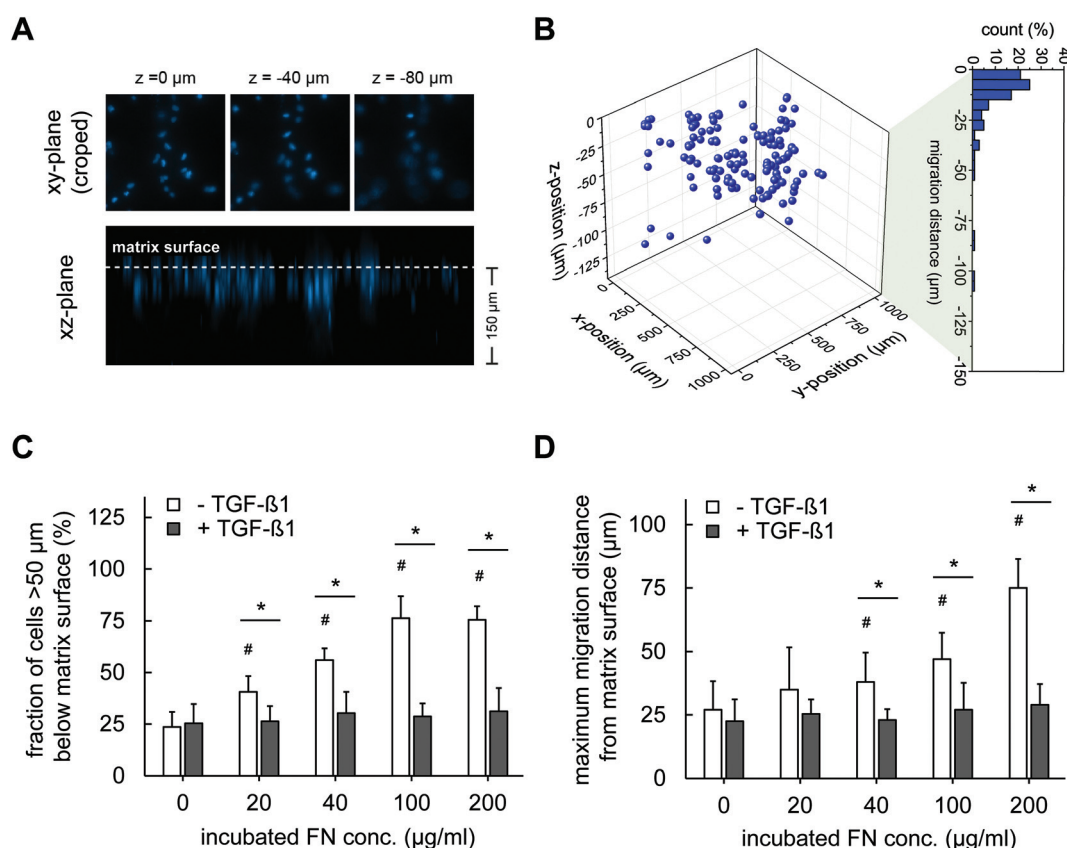 A
z =0 µm
z = -40 µm
z = -80 µm
xy-plane
(croped)
matrix surface
xz-plane
150 µm
B
count (%)
0
10
20
30
40
0
-25
-50
-75
-100
-125
-150
migration distance (µm)
0
-25
-50
-75
-100
-125
z-position (µm)
0
250
500
750
1000
x-position (µm)
0
250
500
750
1000
y-position (µm)
C
- TGF-ß1
+ TGF-ß1
125
100
75
50
25
0
fraction of cells >50 µm
below matrix surface (%)
# * # * # * # *
0 20 40 100 200
incubated FN conc. (µg/ml)
D
- TGF-ß1
+ TGF-ß1
100
75
50
25
0
maximum migration distance
from matrix surface (µm)
# * # * # *
0 20 40 100 200
incubated FN conc. (µg/ml)